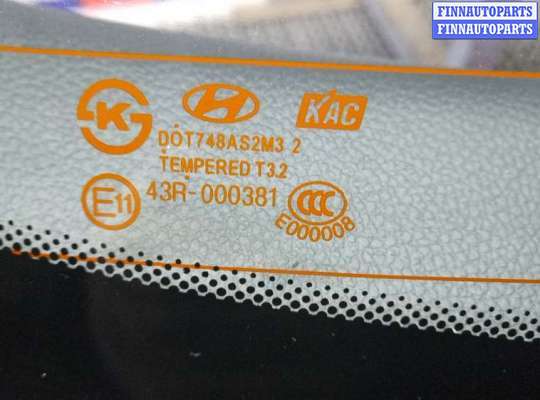 FINNAUTOPARTS
FINNAUTOPARTS
K
KAC
DOT748AS2M3 2
TEMPERED T3.2
E11
43R-000381
CCC
E000008